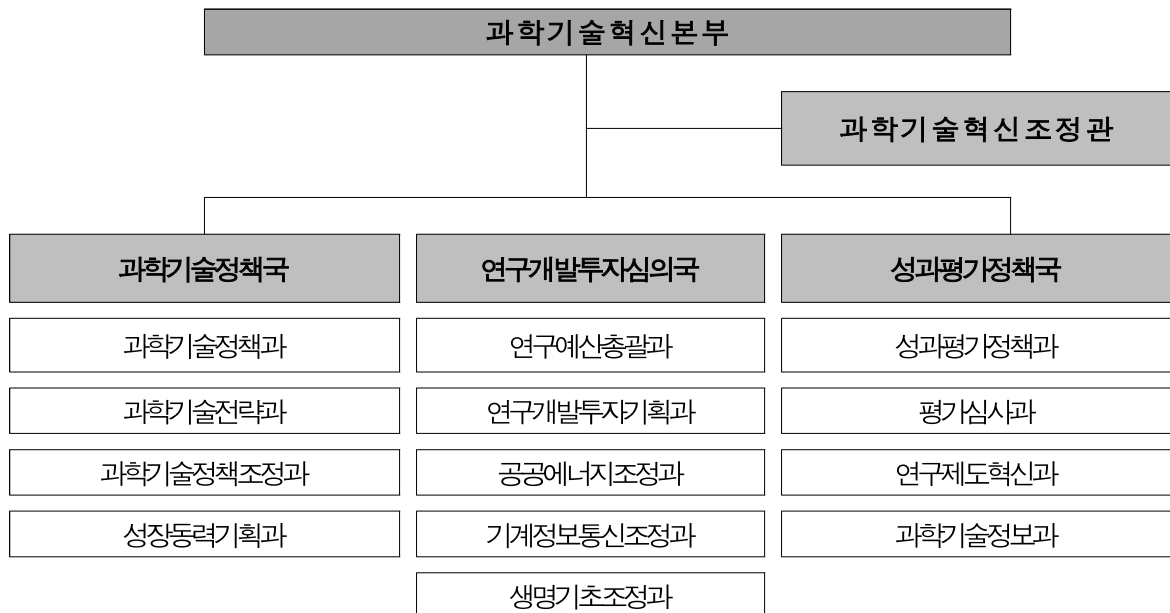 과학기술혁신본부
과학기술혁신조정관
과학기술정책국
과학기술정책과
과학기술전략과
과학기술정책조정과
성장동력기획과
연구개발투자심의국
연구예산총괄과
연구개발투자기획과
공공에너지조정과
기계정보통신조정과
생명기초조정과
성과평가정책국
성과평가정책과
평가심사과
연구제도혁신과
과학기술정보과